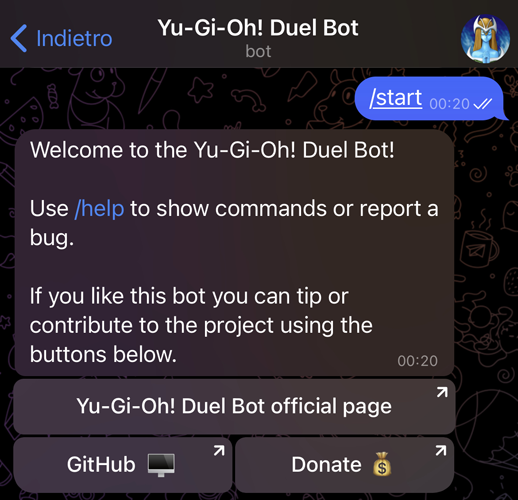 Indietro
Yu-Gi-Oh! Duel Bot
bot
/start 00:20
Welcome to the Yu-Gi-Oh! Duel Bot!
Use /help to show commands or report a
bug.
If you like this bot you can tip or
contribute to the project using the
buttons below.
00:20
Yu-Gi-Oh! Duel Bot official page
GitHub 🖥️
Donate 💰